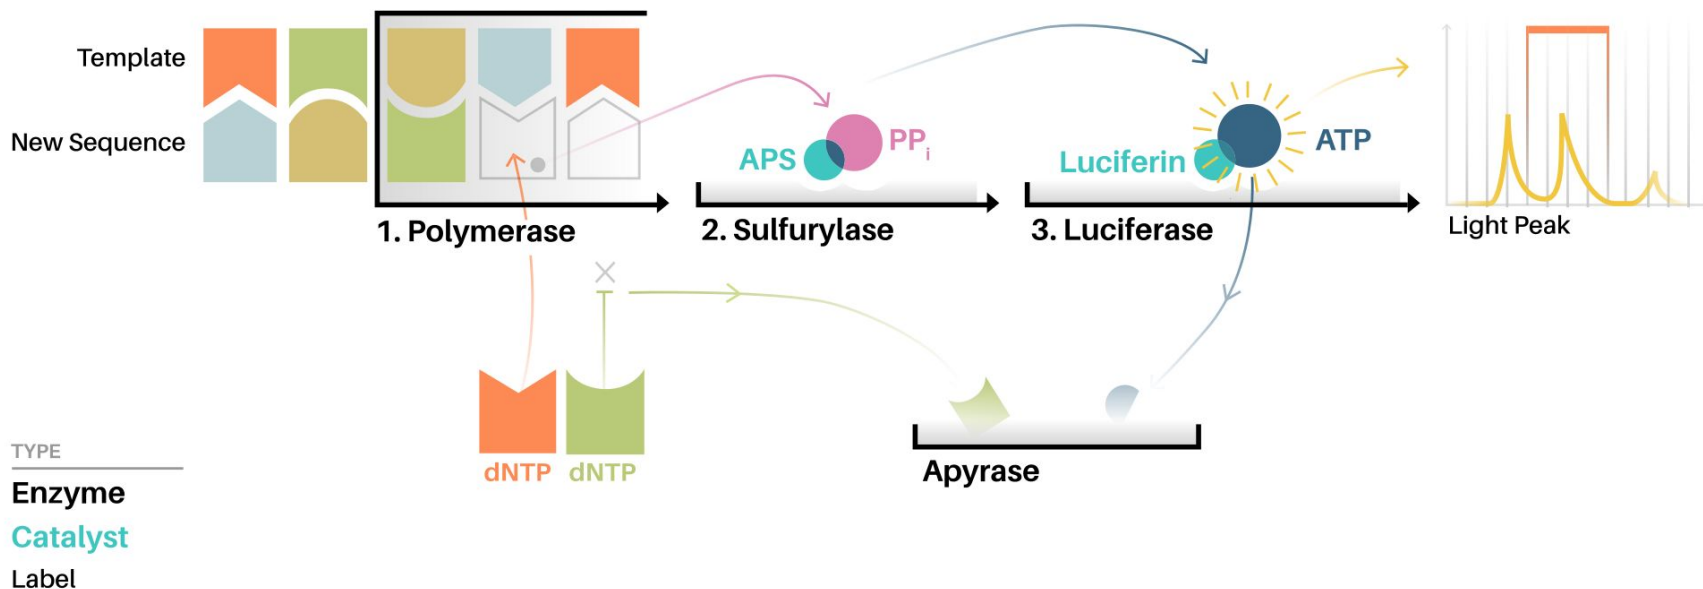 Template
New Sequence
APS
PPi
Luciferin
ATP
1. Polymerase
2. Sulfurylase
3. Luciferase
Light Peak
dNTP
dNTP
Apyrase
TYPE
Enzyme
Catalyst
Label